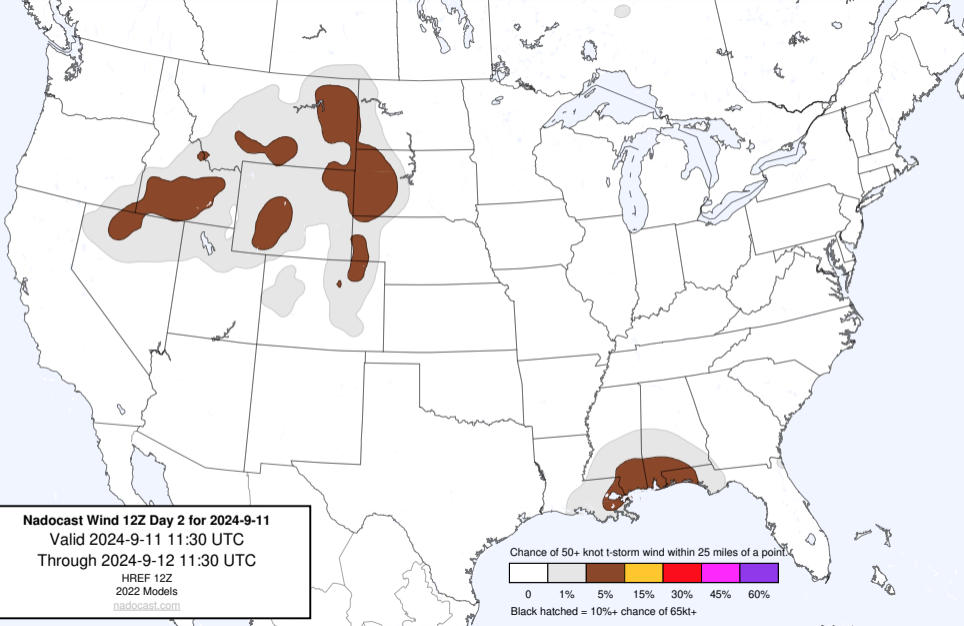 Nadocast Wind 12Z Day 2 for 2024-9-11
Valid 2024-9-11 11:30 UTC
Through 2024-9-12 11:30 UTC
HREF 12Z
2022 Models
nadocast.com
Chance of 50+ knot t-storm wind within 25 miles of a point.
0 1% 5% 15% 30% 45% 60%
Black hatched = 10%+ chance of 65kt+